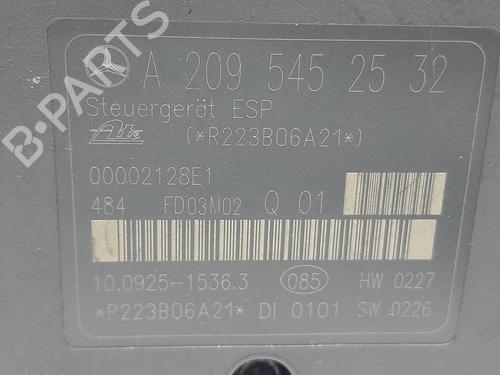 A 209 545 25 32
Steuergerät ESP
Ate (*R223B06A21*)
00002128E1
484 FD03M02 Q 01
10.0925-1536.3 085 HW 0227
*R223B06A21* DI 0101 SW 0226
B-PARTS